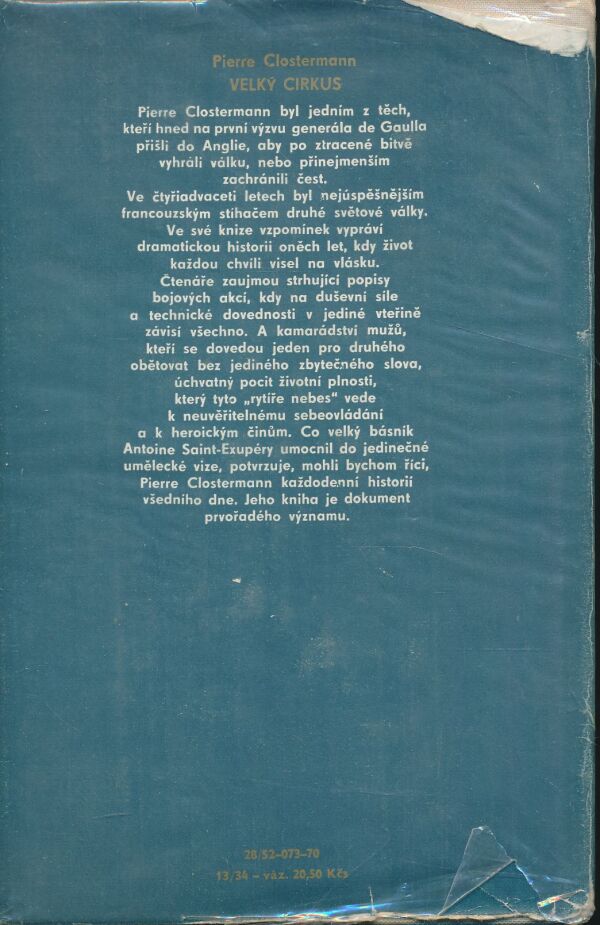 Pierre Clostermann
VELKÝ CIRKUS
Pierre Clostermann byl jedním z těch,
kteří hned na první výzvu generála de Gaulla
přišli do Anglie, aby po ztracené bitvě
vyhráli válku, nebo přinejmenším
zachránili čest.
Ve čtyřiadvaceti letech byl nejúspěšnějším
francouzským stíhačem druhé světové války.
Ve své knize vzpomínek vypráví
dramatickou historii oněch let, kdy život
každou chvíli visel na vlásku.
Čtenáře zaujmou strhující popisy
bojových akcí, kdy na duševní síle
a technické dovednosti v jediné vteřině
závisí všechno. A kamarádství mužů,
kteří se dovedou jeden pro druhého
obětovat bez jediného zbytečného slova,
úchvatný pocit životní plnosti,
který tyto „rytíře nebes“ vede
k neuvěřitelnému sebeovládání
a k heroickým činům. Co velký básník
Antoine Saint-Exupéry umocnil do jedinečné
umělecké vize, potvrzuje, mohli bychom říci,
Pierre Clostermann každodenní historií
všedního dne. Jeho kniha je dokument
prvořadého významu.
28/52-073-70
13/34 – váz. 20,50 Kčs